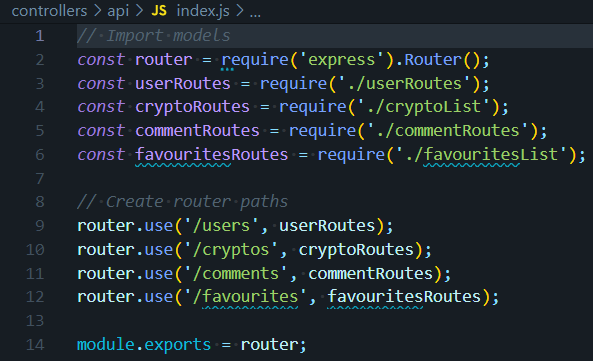 controllers > api > JS index.js > ...
1 // Import models
2 const router = require('express').Router();
3 const userRoutes = require('./userRoutes');
4 const cryptoRoutes = require('./cryptoList');
5 const commentRoutes = require('./commentRoutes');
6 const favouritesRoutes = require('./favouritesList');
7
8 // Create router paths
9 router.use('/users', userRoutes);
10 router.use('/cryptos', cryptoRoutes);
11 router.use('/comments', commentRoutes);
12 router.use('/favourites', favouritesRoutes);
13
14 module.exports = router;